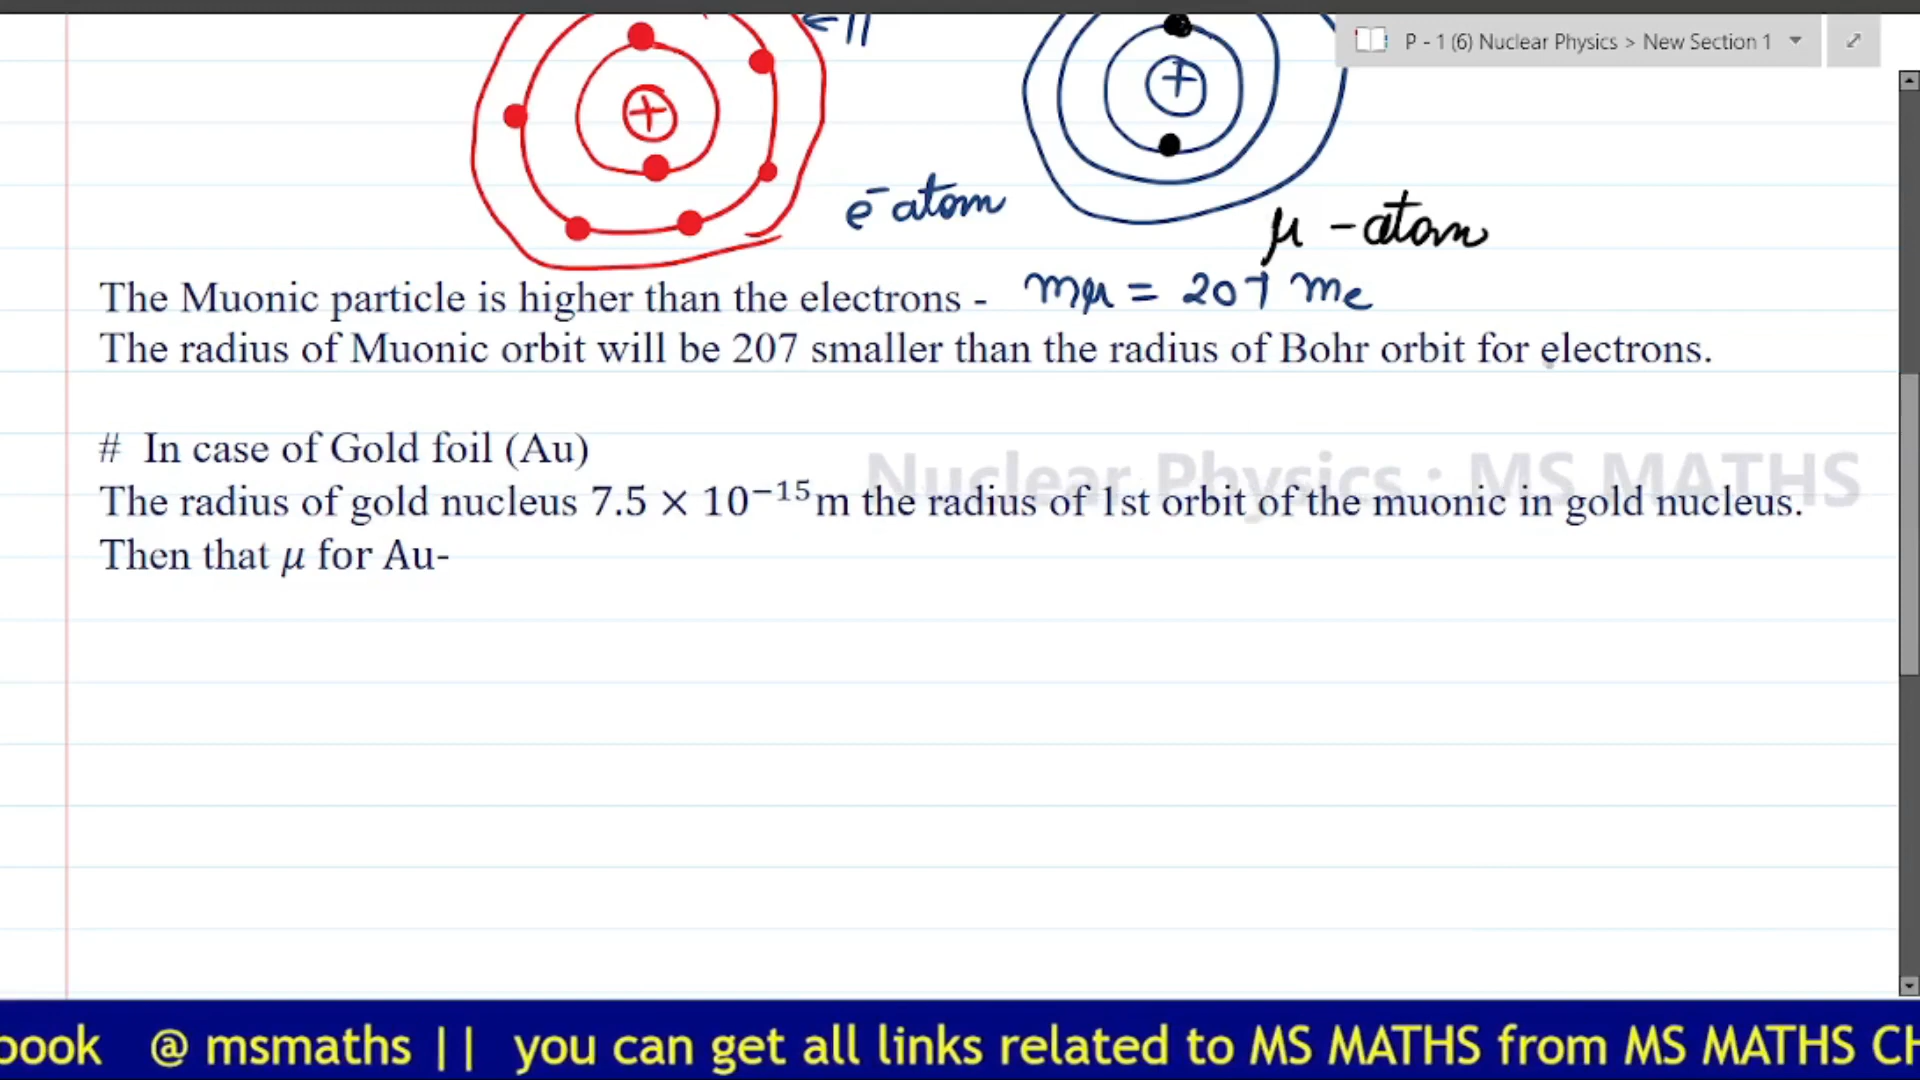 P - 1 (6) Nuclear Physics > New Section 1
+
+
e⁻ atom
μ - atom
The Muonic particle is higher than the electrons - mμ = 207 me
The radius of Muonic orbit will be 207 smaller than the radius of Bohr orbit for electrons.
# In case of Gold foil (Au)
Nuclear Physics : MS MATHS
The radius of gold nucleus 7.5 × 10⁻¹⁵m the radius of 1st orbit of the muonic in gold nucleus.
Then that μ for Au-
book @ msmaths || you can get all links related to MS MATHS from MS MATHS CH